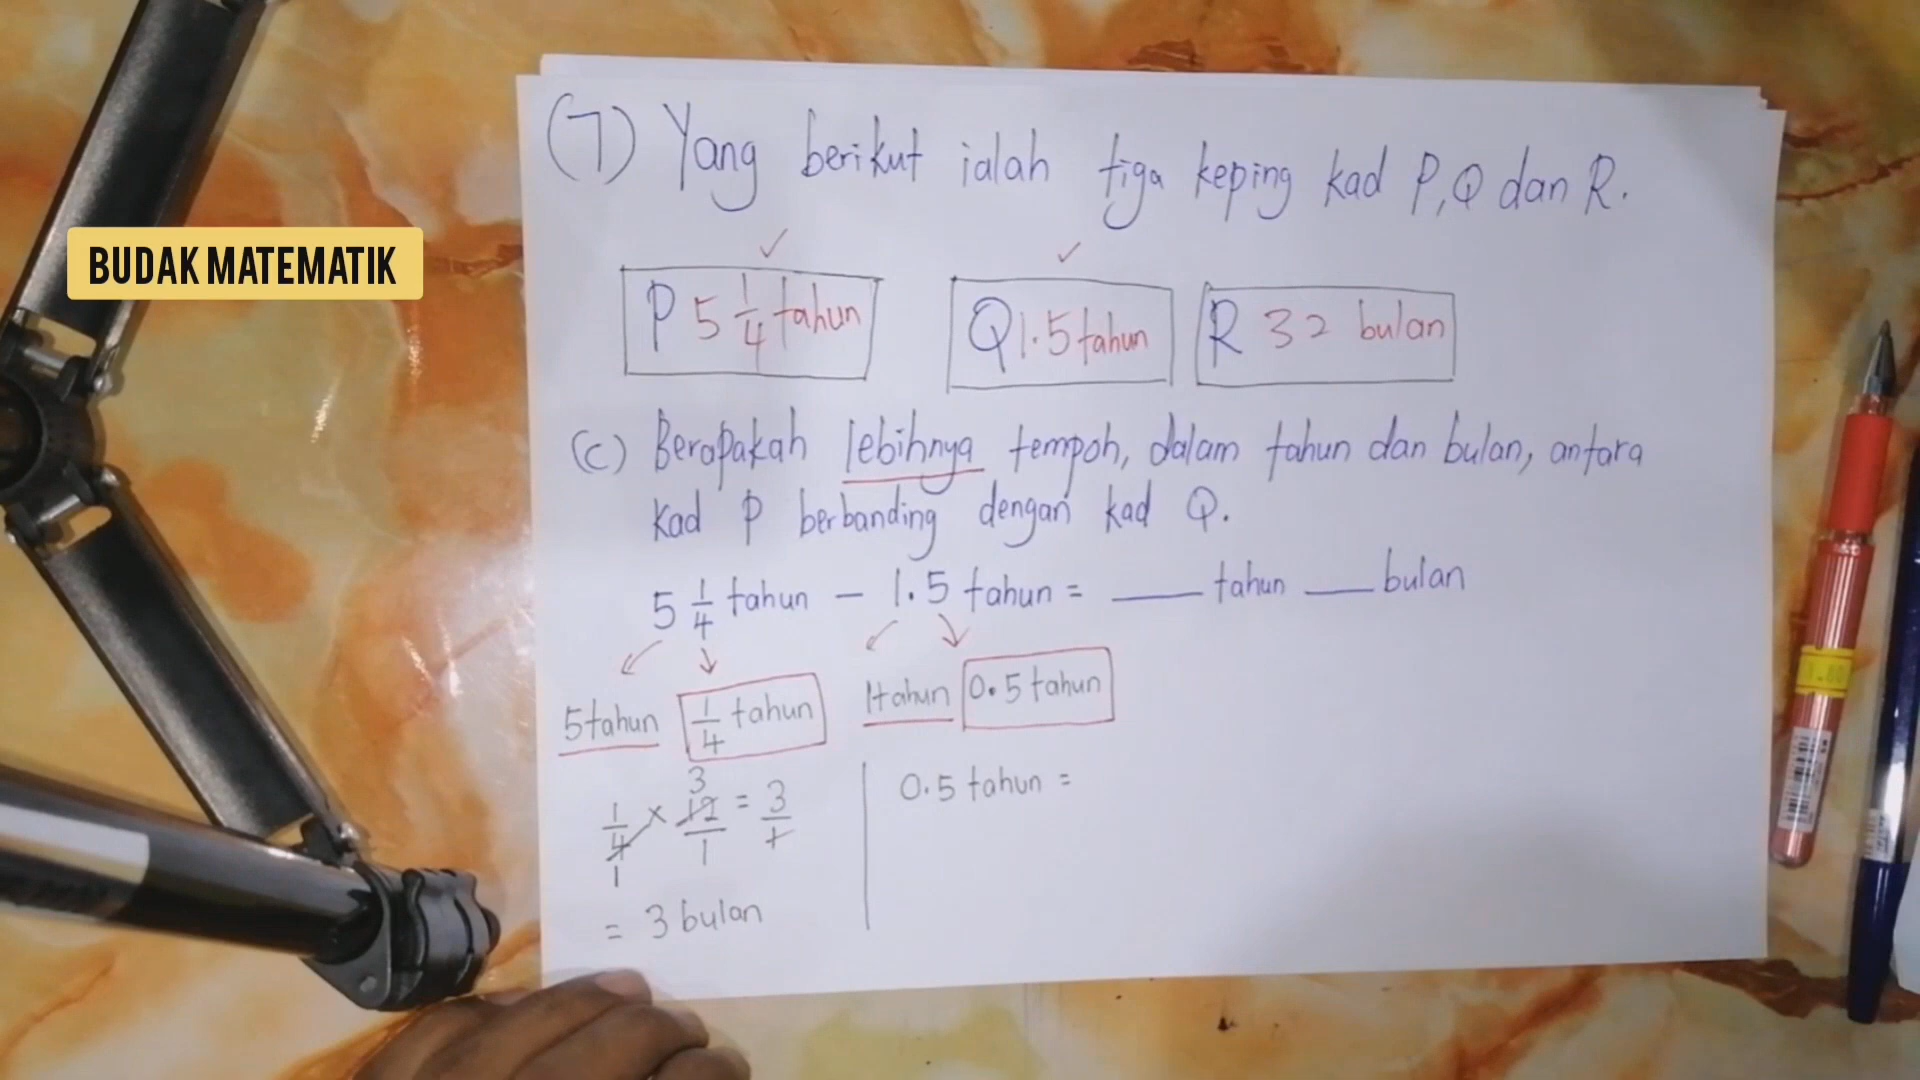 BUDAK MATEMATIK
(7) Yang berikut ialah tiga keping kad P, Q dan R.
P 5 1/4 tahun
Q 1.5 tahun
R 32 bulan
(c) Berapakah lebihnya tempoh, dalam tahun dan bulan, antara
kad P berbanding dengan kad Q.
5 1/4 tahun - 1.5 tahun = ____ tahun ____ bulan
5 tahun 1/4 tahun 1 tahun 0.5 tahun
3
1/4 × 12/1 = 3/1
1
= 3 bulan
0.5 tahun =